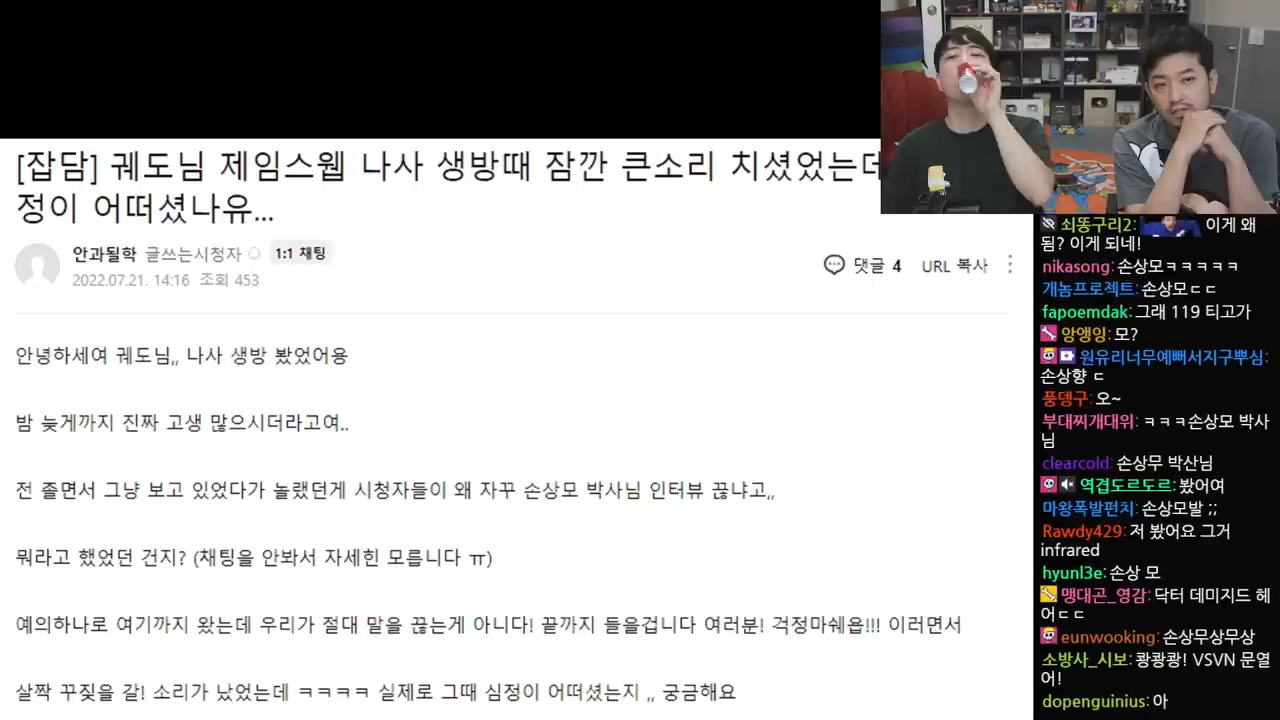 [잡담] 궤도님 제임스웹 나사 생방때 잠깐 큰소리 치셨었는데
정이 어떠셨나유...
안과될학 글쓰는시청자 1:1 채팅
2022.07.21. 14:16 조회 453
댓글 4 URL 복사
안녕하세여 궤도님,, 나사 생방 봤었어용
밤 늦게까지 진짜 고생 많으시더라고여..
전 졸면서 그냥 보고 있었다가 놀랬던게 시청자들이 왜 자꾸 손상모 박사님 인터뷰 끊냐고,,
뭐라고 했었던 건지? (채팅을 안봐서 자세힌 모릅니다 ㅠ)
예의하나로 여기까지 왔는데 우리가 절대 말을 끊는게 아니다! 끝까지 들을겁니다 여러분! 걱정마쉐욥!!! 이러면서
살짝 꾸짖을 갈! 소리가 났었는데 ㅋㅋㅋㅋ 실제로 그때 심정이 어떠셨는지 ,, 궁금해요
쇠똥구리2: 이게 왜
됨? 이게 되네!
nikasong: 손상모ㅋㅋㅋㅋㅋ
개놈프로젝트: 손상모ㄷㄷ
fapoemdak: 그래 119 티고가
앙앵잉: 모?
원유리너무예뻐서지구뿌심:
손상향 ㄷ
풍뎅구: 오~
부대찌개대위: ㅋㅋㅋ손상모 박사
님
clearcold: 손상무 박산님
역겹도르도르: 봤어여
마왕폭발펀치: 손상모발 ;;
Rawdy429: 저 봤어요 그거
infrared
hyunl3e: 손상 모
맹대곤_영감: 닥터 데미지드 헤
어ㄷㄷ
eunwooking: 손상무상무상
소방사_시보: 쾅쾅쾅! VSVN 문열
어!
dopenguinius: 아